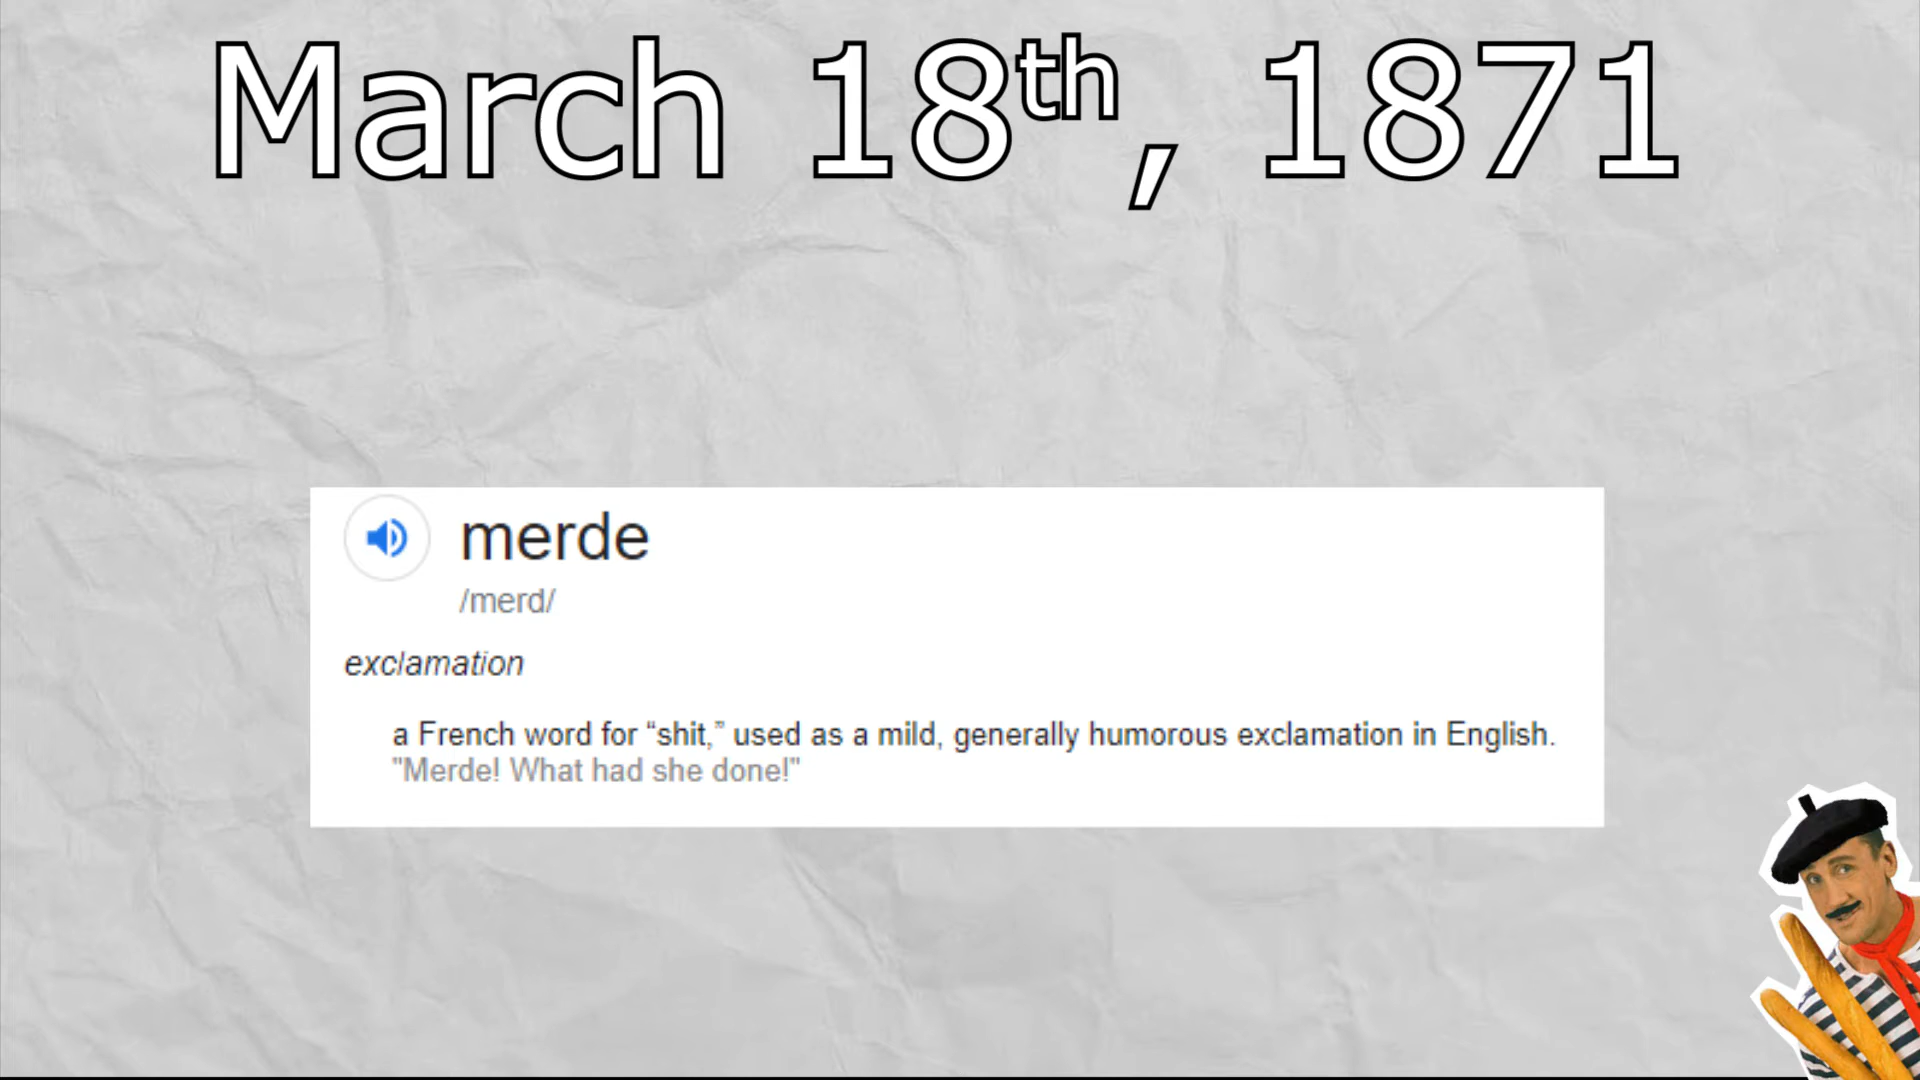 March 18th, 1871
merde
/merd/
exclamation
a French word for “shit,” used as a mild, generally humorous exclamation in English.
"Merde! What had she done!"